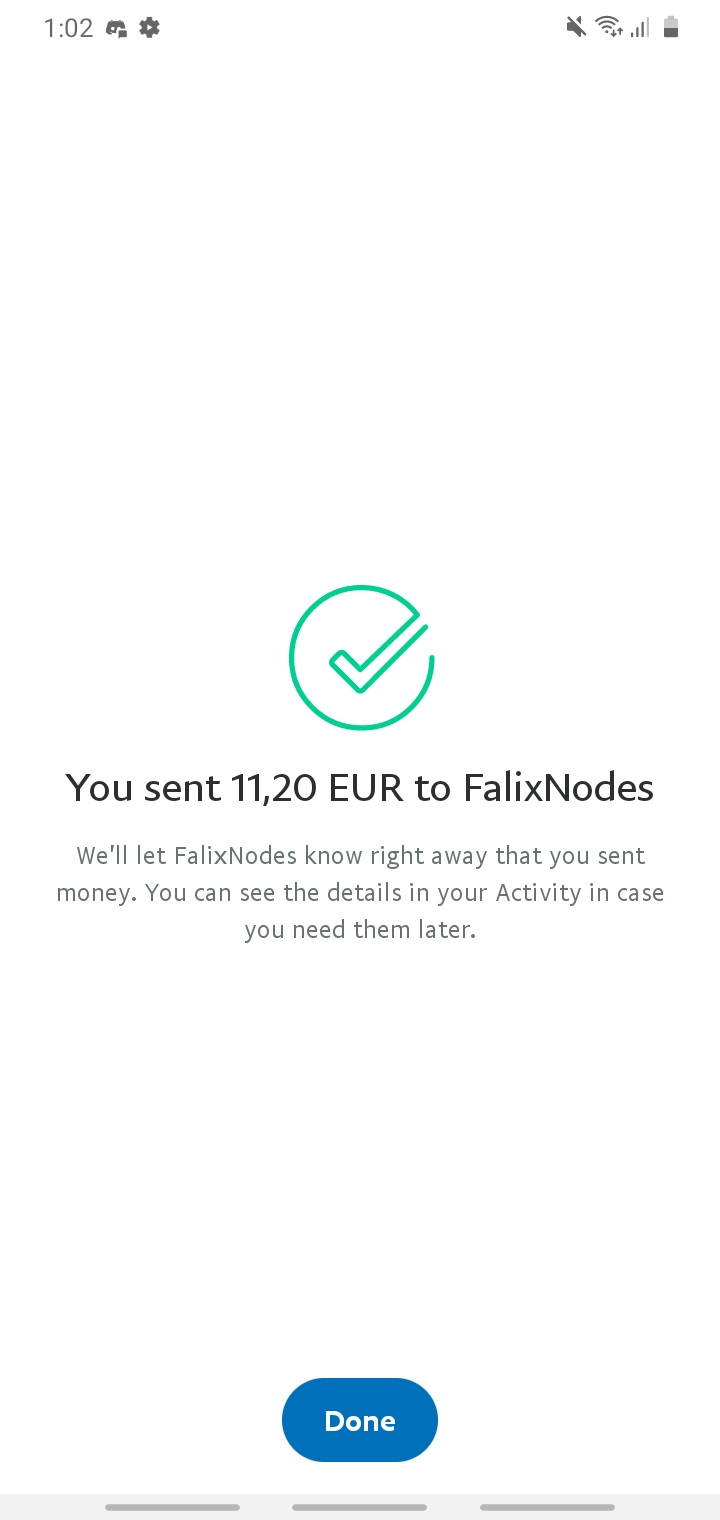 1:02
You sent 11,20 EUR to FalixNodes
We'll let FalixNodes know right away that you sent
money. You can see the details in your Activity in case
you need them later.
Done